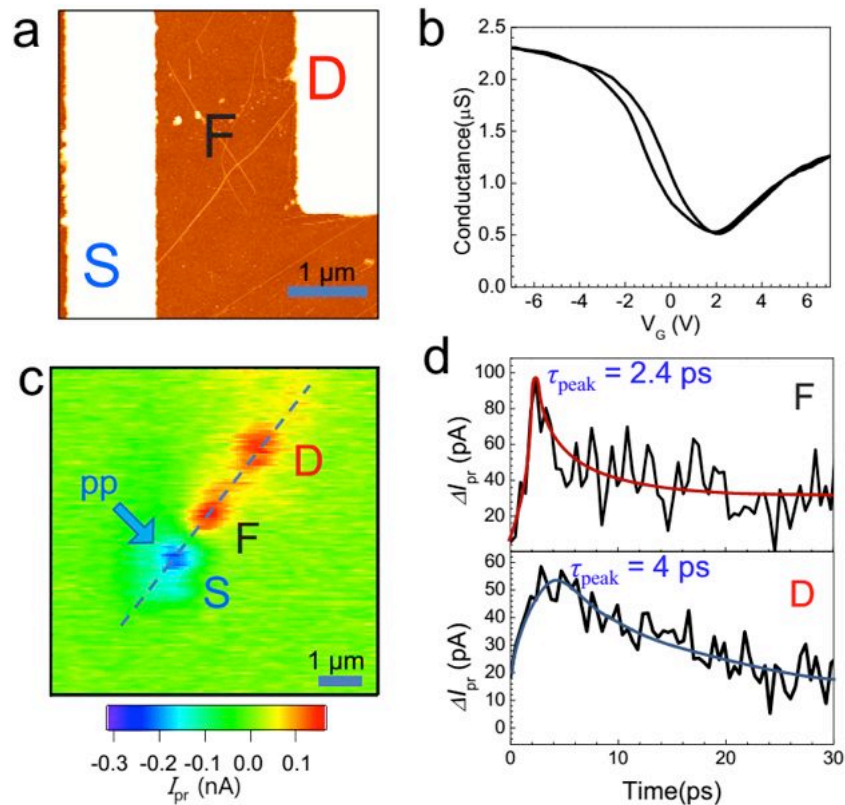 a
S
F
D
1 μm
b
Conductance(μS)
2.5
2.0
1.5
1.0
0.5
0.0
-6 -4 -2 0 2 4 6
V_G (V)
c
pp
D
F
S
1 μm
-0.3 -0.2 -0.1 0.0 0.1
I_pr (nA)
d
τ_peak = 2.4 ps
F
ΔI_pr (pA)
100
80
60
40
20
τ_peak = 4 ps
D
ΔI_pr (pA)
60
50
40
30
20
10
0
0 10 20 30
Time(ps)